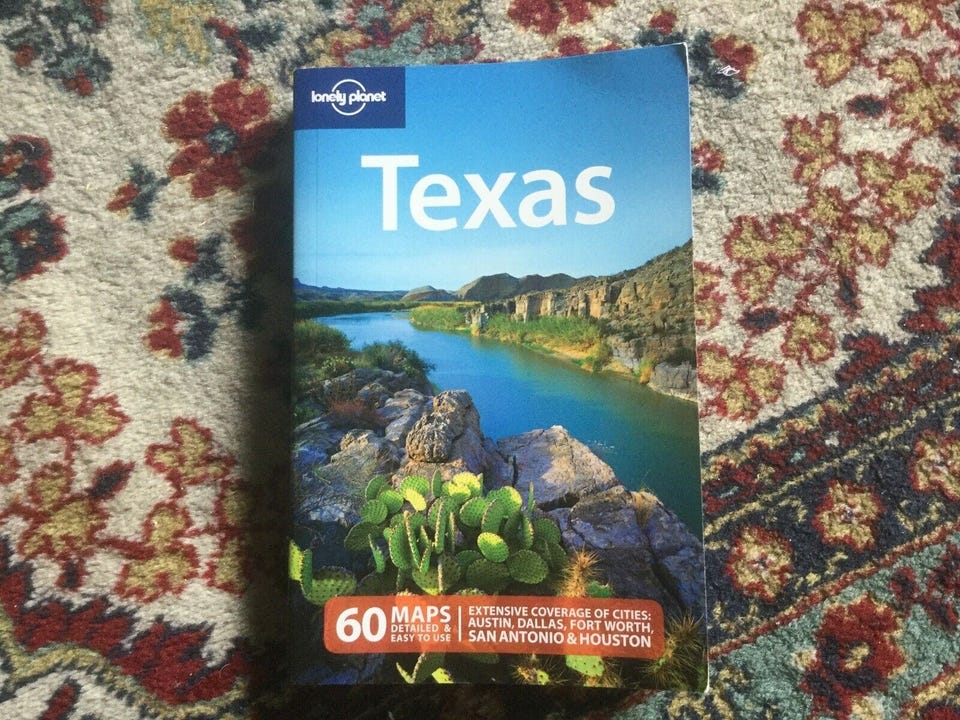 lonely planet
Texas
60 MAPS
DETAILED &
EASY TO USE
EXTENSIVE COVERAGE OF CITIES:
AUSTIN, DALLAS, FORT WORTH,
SAN ANTONIO & HOUSTON